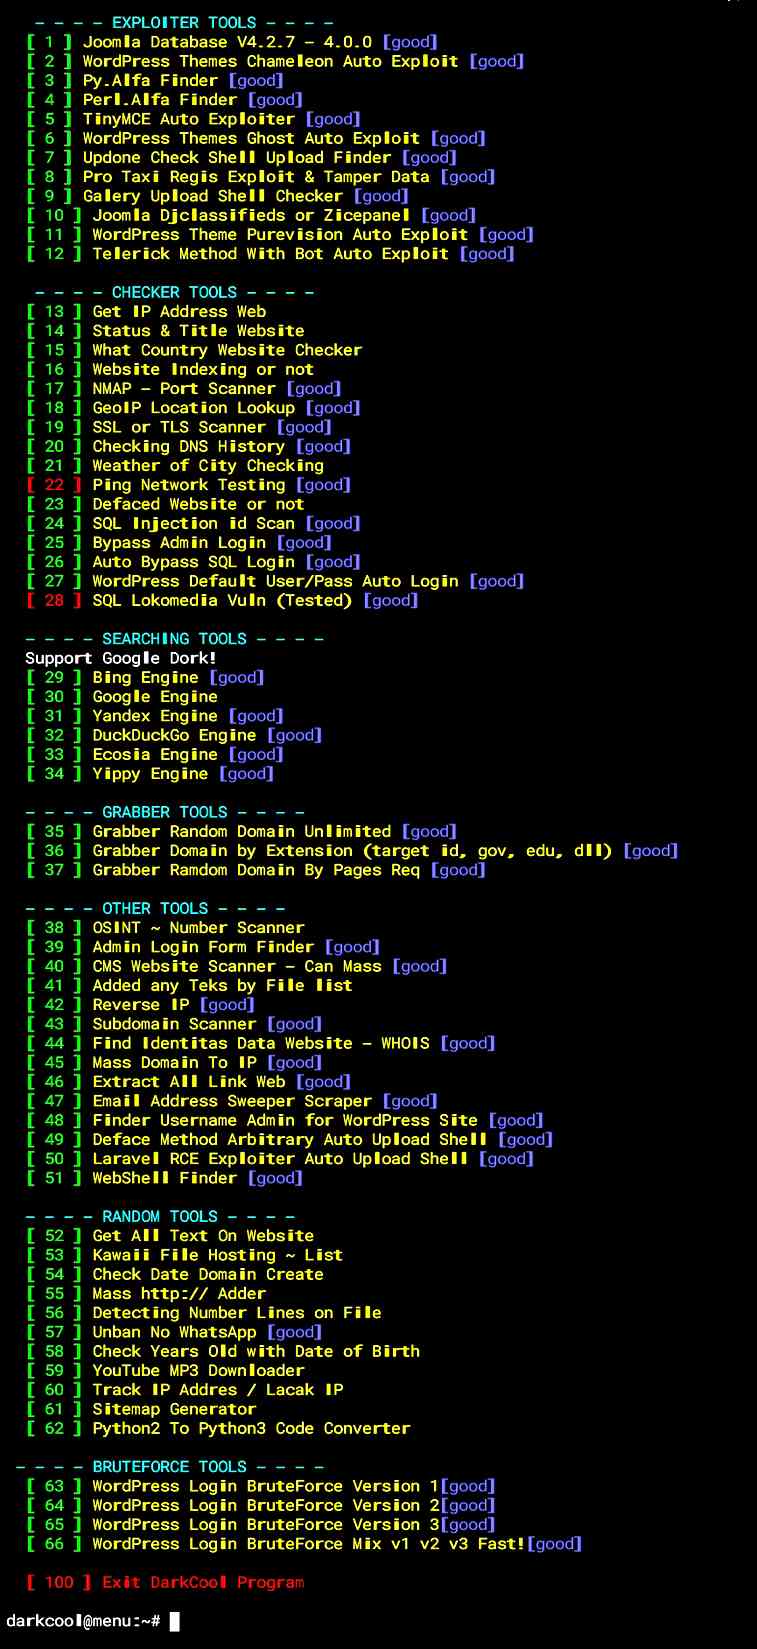 - - - - EXPLOITER TOOLS - - - -
[ 1 ] Joomla Database V4.2.7 - 4.0.0 [good]
[ 2 ] WordPress Themes Chameleon Auto Exploit [good]
[ 3 ] Py.Alfa Finder [good]
[ 4 ] Perl.Alfa Finder [good]
[ 5 ] TinyMCE Auto Exploiter [good]
[ 6 ] WordPress Themes Ghost Auto Exploit [good]
[ 7 ] Updone Check Shell Upload Finder [good]
[ 8 ] Pro Taxi Regis Exploit & Tamper Data [good]
[ 9 ] Galery Upload Shell Checker [good]
[ 10 ] Joomla Djclassifieds or Zicepanel [good]
[ 11 ] WordPress Theme Purevision Auto Exploit [good]
[ 12 ] Telerick Method With Bot Auto Exploit [good]
- - - - CHECKER TOOLS - - - -
[ 13 ] Get IP Address Web
[ 14 ] Status & Title Website
[ 15 ] What Country Website Checker
[ 16 ] Website Indexing or not
[ 17 ] NMAP - Port Scanner [good]
[ 18 ] GeoIP Location Lookup [good]
[ 19 ] SSL or TLS Scanner [good]
[ 20 ] Checking DNS History [good]
[ 21 ] Weather of City Checking
[ 22 ] Ping Network Testing [good]
[ 23 ] Defaced Website or not
[ 24 ] SQL Injection id Scan [good]
[ 25 ] Bypass Admin Login [good]
[ 26 ] Auto Bypass SQL Login [good]
[ 27 ] WordPress Default User/Pass Auto Login [good]
[ 28 ] SQL Lokomedia Vuln (Tested) [good]
- - - - SEARCHING TOOLS - - - -
Support Google Dork!
[ 29 ] Bing Engine [good]
[ 30 ] Google Engine
[ 31 ] Yandex Engine [good]
[ 32 ] DuckDuckGo Engine [good]
[ 33 ] Ecosia Engine [good]
[ 34 ] Yippy Engine [good]
- - - - GRABBER TOOLS - - - -
[ 35 ] Grabber Random Domain Unlimited [good]
[ 36 ] Grabber Domain by Extension (target id, gov, edu, dll) [good]
[ 37 ] Grabber Ramdom Domain By Pages Req [good]
- - - - OTHER TOOLS - - - -
[ 38 ] OSINT ~ Number Scanner
[ 39 ] Admin Login Form Finder [good]
[ 40 ] CMS Website Scanner - Can Mass [good]
[ 41 ] Added any Teks by File list
[ 42 ] Reverse IP [good]
[ 43 ] Subdomain Scanner [good]
[ 44 ] Find Identitas Data Website - WHOIS [good]
[ 45 ] Mass Domain To IP [good]
[ 46 ] Extract All Link Web [good]
[ 47 ] Email Address Sweeper Scraper [good]
[ 48 ] Finder Username Admin for WordPress Site [good]
[ 49 ] Deface Method Arbitrary Auto Upload Shell [good]
[ 50 ] Laravel RCE Exploiter Auto Upload Shell [good]
[ 51 ] WebShell Finder [good]
- - - - RANDOM TOOLS - - - -
[ 52 ] Get All Text On Website
[ 53 ] Kawaii File Hosting ~ List
[ 54 ] Check Date Domain Create
[ 55 ] Mass http:// Adder
[ 56 ] Detecting Number Lines on File
[ 57 ] Unban No WhatsApp [good]
[ 58 ] Check Years Old with Date of Birth
[ 59 ] YouTube MP3 Downloader
[ 60 ] Track IP Addres / Lacak IP
[ 61 ] Sitemap Generator
[ 62 ] Python2 To Python3 Code Converter
- - - - BRUTEFORCE TOOLS - - - -
[ 63 ] WordPress Login BruteForce Version 1[good]
[ 64 ] WordPress Login BruteForce Version 2[good]
[ 65 ] WordPress Login BruteForce Version 3[good]
[ 66 ] WordPress Login BruteForce Mix v1 v2 v3 Fast![good]
[ 100 ] Exit DarkCool Program
darkcool@menu:~#